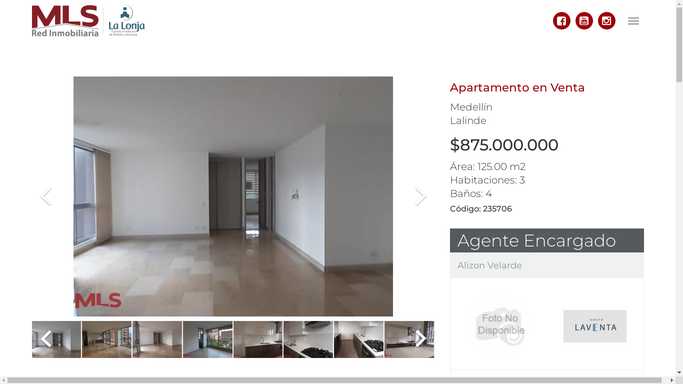 MLS
Red Inmobiliaria
La Lonja
Apartamento en Venta
Medellín
Lalinde
$875.000.000
Área: 125.00 m2
Habitaciones: 3
Baños: 4
Código: 235706
MLS
Agente Encargado
Alizon Velarde
Foto No
Disponible
LAVENTA